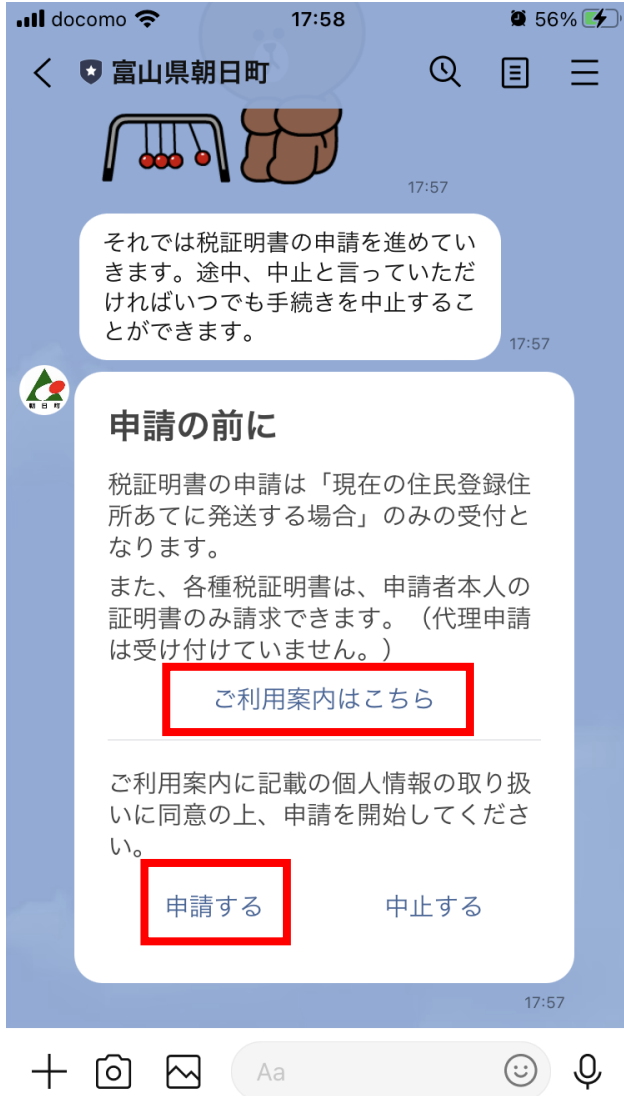 docomo 17:58 56%
富山県朝日町
17:57
それでは税証明書の申請を進めてい
きます。途中、中止と言っていただ
ければいつでも手続きを中止するこ
とができます。
17:57
朝日町
申請の前に
税証明書の申請は「現在の住民登録住
所あてに発送する場合」のみの受付と
なります。
また、各種税証明書は、申請者本人の
証明書のみ請求できます。（代理申請
は受け付けていません。）
ご利用案内はこちら
ご利用案内に記載の個人情報の取り扱
いに同意の上、申請を開始してくださ
い。
申請する 中止する
17:57
Aa